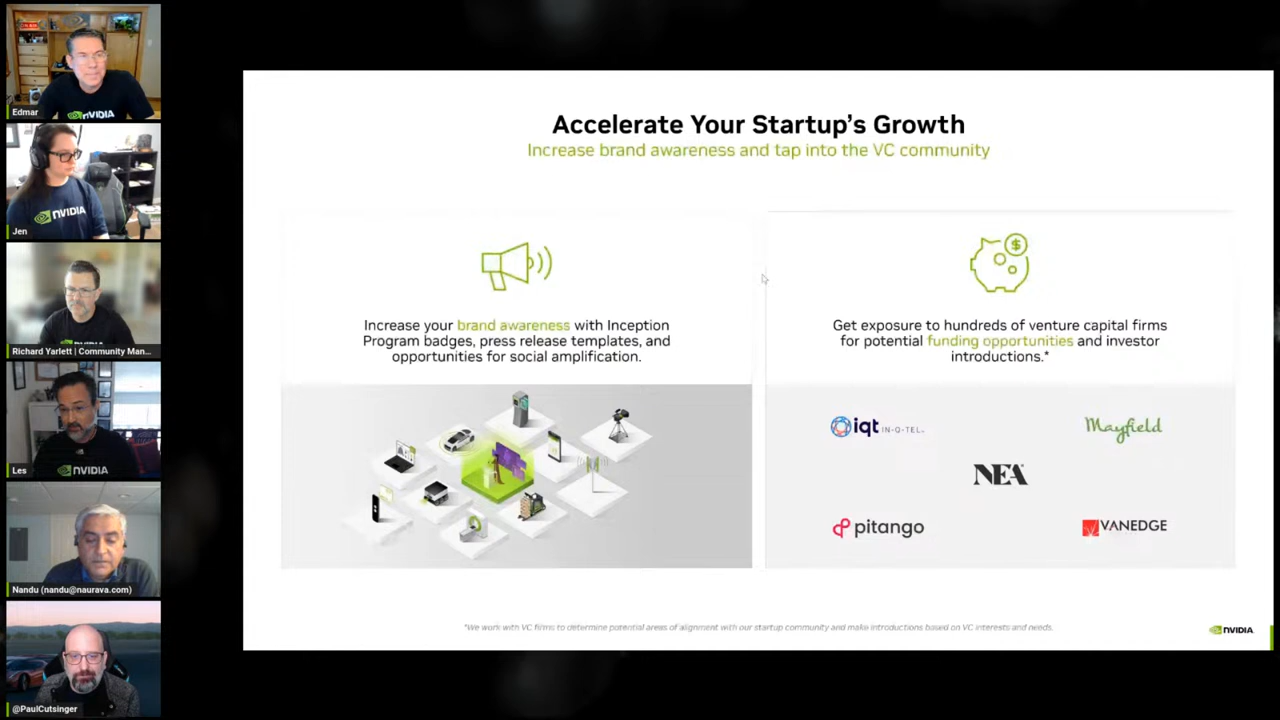 NVIDIA
Edmar
NVIDIA
Jen
Richard Yarlett | Community Man...
NVIDIA
Les
Nandu (nandu@naurava.com)
@PaulCutsinger
Accelerate Your Startup's Growth
Increase brand awareness and tap into the VC community
$
Increase your brand awareness with Inception
Program badges, press release templates, and
opportunities for social amplification.
Get exposure to hundreds of venture capital firms
for potential funding opportunities and investor
introductions.*
iqt IN-Q-TEL
Mayfield
NEA
pitango
VANEDGE
*We work with VC firms to determine potential areas of alignment with our startup community and make introductions based on VC interests and needs.
NVIDIA